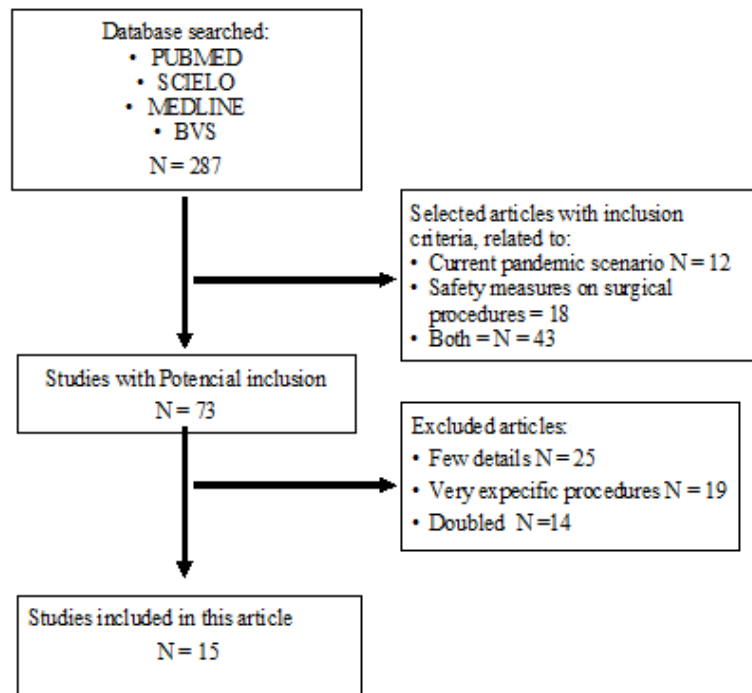 Database searched:
• PUBMED
• SCIELO
• MEDLINE
• BVS
N = 287
Selected articles with inclusion
criteria, related to:
• Current pandemic scenario N = 12
• Safety measures on surgical
procedures = 18
• Both = N = 43
Studies with Potencial inclusion
N = 73
Excluded articles:
• Few details N = 25
• Very expecific procedures N = 19
• Doubled N =14
Studies included in this article
N = 15